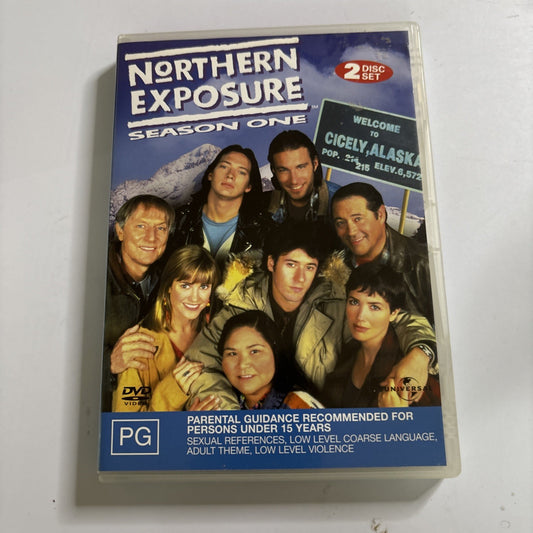 NORTHERN
EXPOSURE™
SEASON ONE
2 DISC
SET
WELCOME
TO
CICELY, ALASKA
POP. 214 ELEV. 6,572
215
DVD
VIDEO
UNIVERSAL
PG
PARENTAL GUIDANCE RECOMMENDED FOR
PERSONS UNDER 15 YEARS
SEXUAL REFERENCES, LOW LEVEL COARSE LANGUAGE,
ADULT THEME, LOW LEVEL VIOLENCE